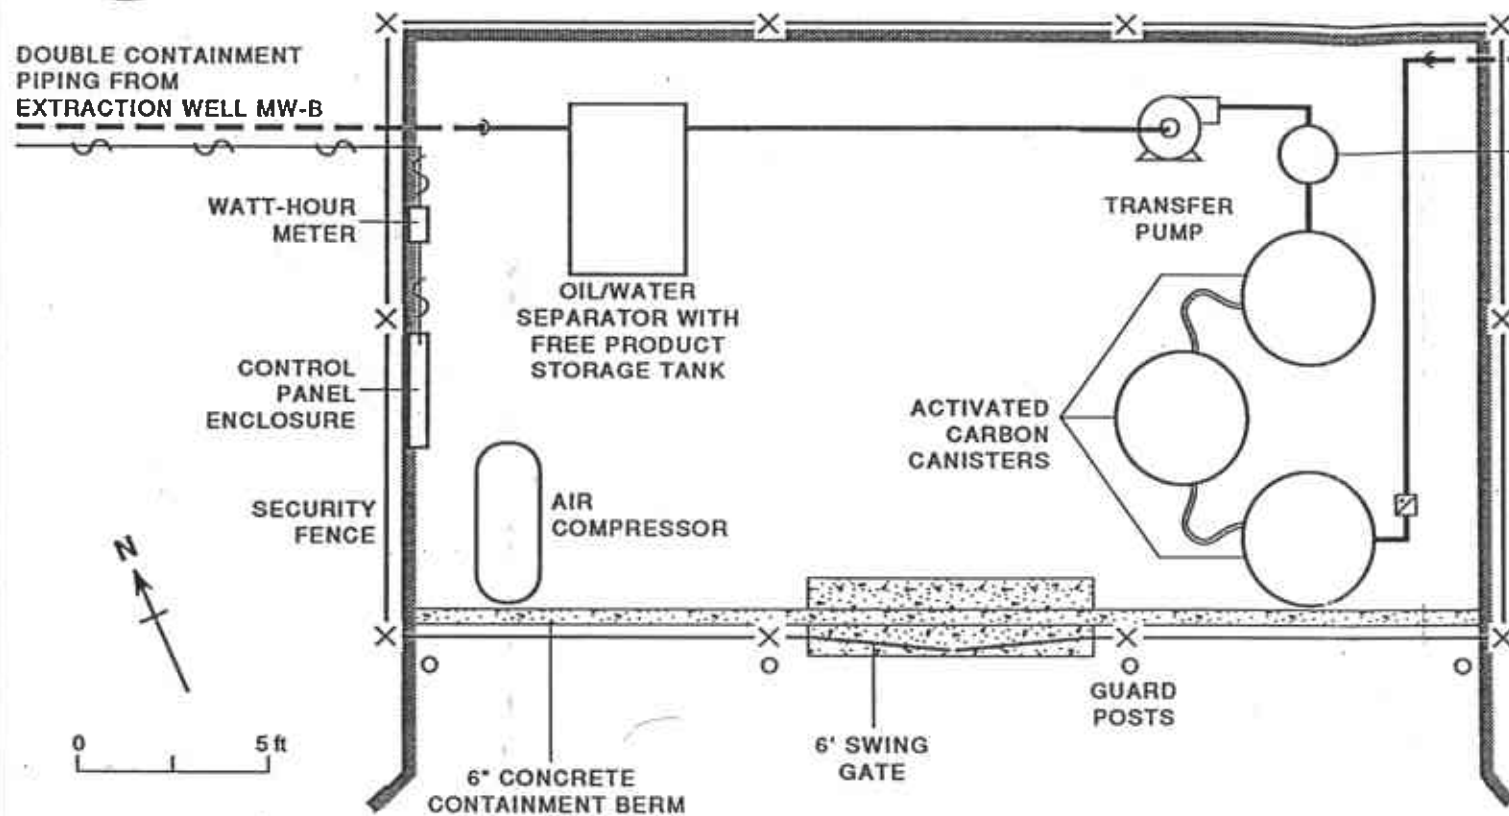 DOUBLE CONTAINMENT
PIPING FROM
EXTRACTION WELL MW-B
WATT-HOUR
METER
TRANSFER
PUMP
OIL/WATER
SEPARATOR WITH
FREE PRODUCT
STORAGE TANK
CONTROL
PANEL
ENCLOSURE
ACTIVATED
CARBON
CANISTERS
SECURITY
FENCE
AIR
COMPRESSOR
N
GUARD
POSTS
0 5 ft
6' SWING
GATE
6" CONCRETE
CONTAINMENT BERM